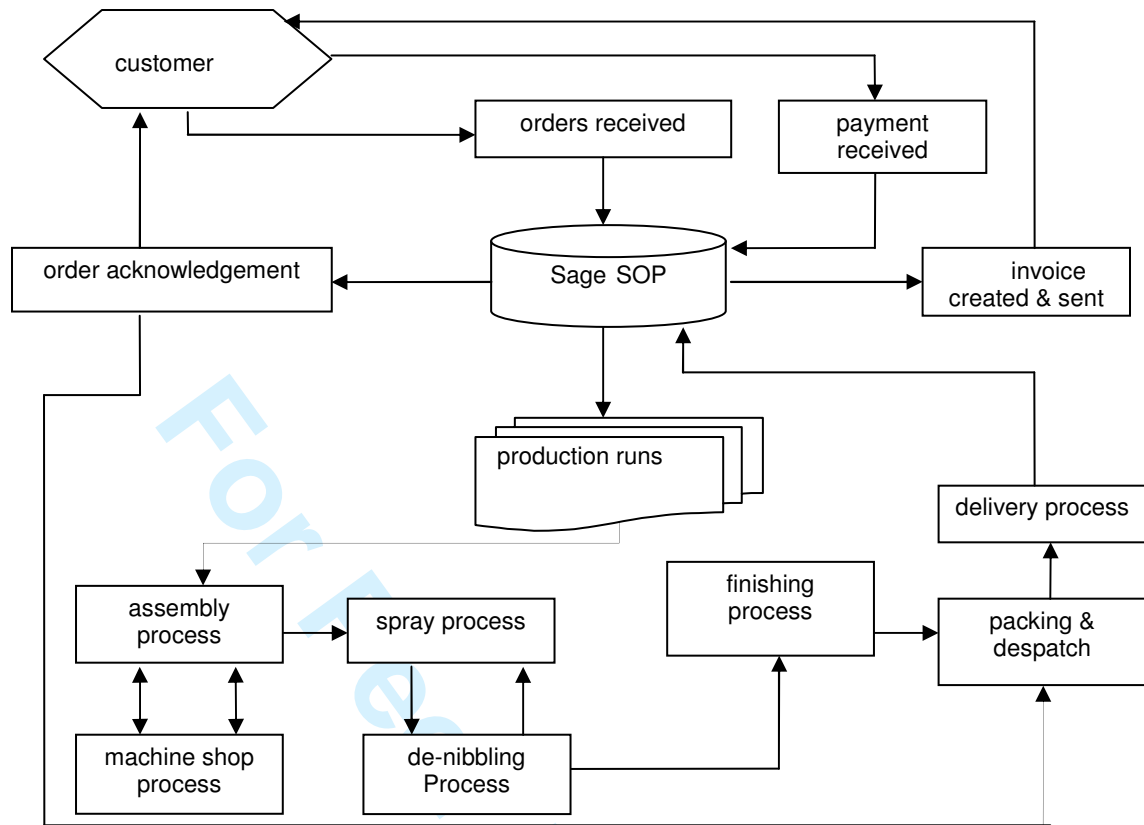 customer
orders received
payment
received
order acknowledgement
Sage SOP
invoice
created & sent
production runs
delivery process
assembly
process
spray process
finishing
process
packing &
despatch
machine shop
process
de-nibbling
Process
For